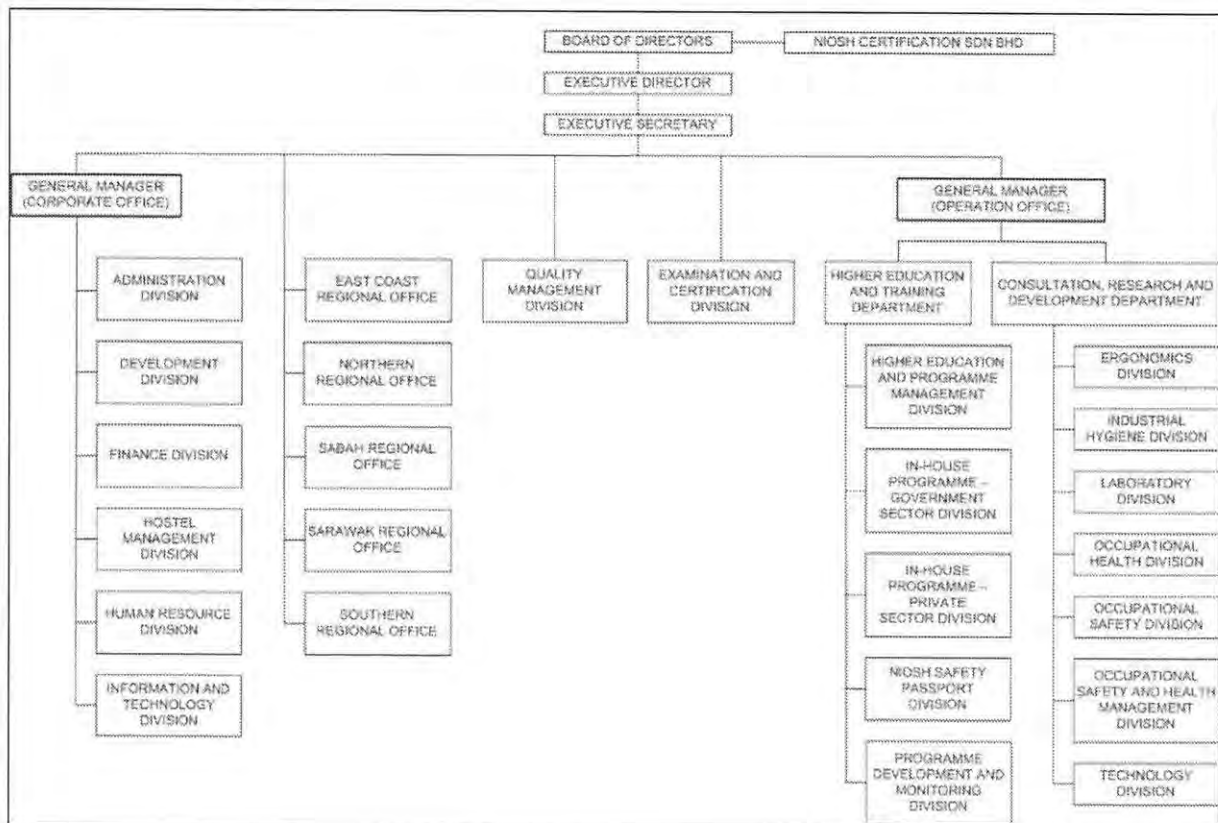 BOARD OF DIRECTORS
NIOSH CERTIFICATION SDN BHD
EXECUTIVE DIRECTOR
EXECUTIVE SECRETARY
GENERAL MANAGER
(CORPORATE OFFICE)
GENERAL MANAGER
(OPERATION OFFICE)
ADMINISTRATION
DIVISION
DEVELOPMENT
DIVISION
FINANCE DIVISION
HOSTEL
MANAGEMENT
DIVISION
HUMAN RESOURCE
DIVISION
INFORMATION AND
TECHNOLOGY
DIVISION
EAST COAST
REGIONAL OFFICE
NORTHERN
REGIONAL OFFICE
SABAH REGIONAL
OFFICE
SARAWAK REGIONAL
OFFICE
SOUTHERN
REGIONAL OFFICE
QUALITY
MANAGEMENT
DIVISION
EXAMINATION AND
CERTIFICATION
DIVISION
HIGHER EDUCATION
AND TRAINING
DEPARTMENT
HIGHER EDUCATION
AND PROGRAMME
MANAGEMENT
DIVISION
IN-HOUSE
PROGRAMME –
GOVERNMENT
SECTOR DIVISION
IN-HOUSE
PROGRAMME –
PRIVATE
SECTOR DIVISION
NIOSH SAFETY
PASSPORT
DIVISION
PROGRAMME
DEVELOPMENT AND
MONITORING
DIVISION
CONSULTATION, RESEARCH AND
DEVELOPMENT DEPARTMENT
ERGONOMICS
DIVISION
INDUSTRIAL
HYGIENE DIVISION
LABORATORY
DIVISION
OCCUPATIONAL
HEALTH DIVISION
OCCUPATIONAL
SAFETY DIVISION
OCCUPATIONAL
SAFETY AND HEALTH
MANAGEMENT
DIVISION
TECHNOLOGY
DIVISION